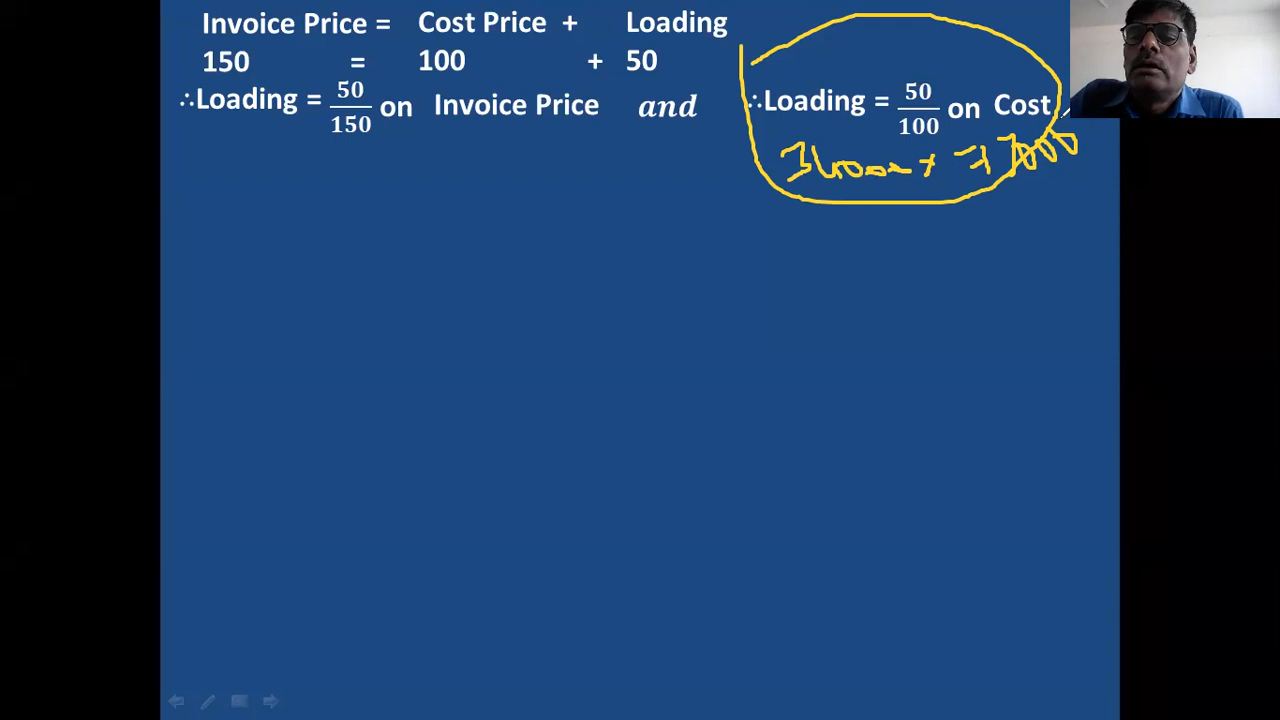 Invoice Price = Cost Price + Loading
150 = 100 + 50
∴Loading = 50/150 on Invoice Price and ∴Loading = 50/100 on Cost